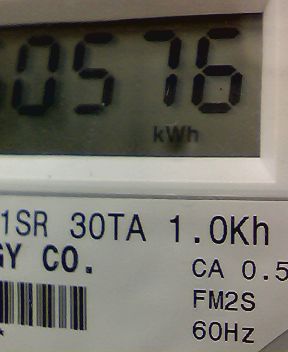 0576
kWh
1SR 30TA 1.0Kh
GY CO.
CA 0.5
FM2S
60Hz